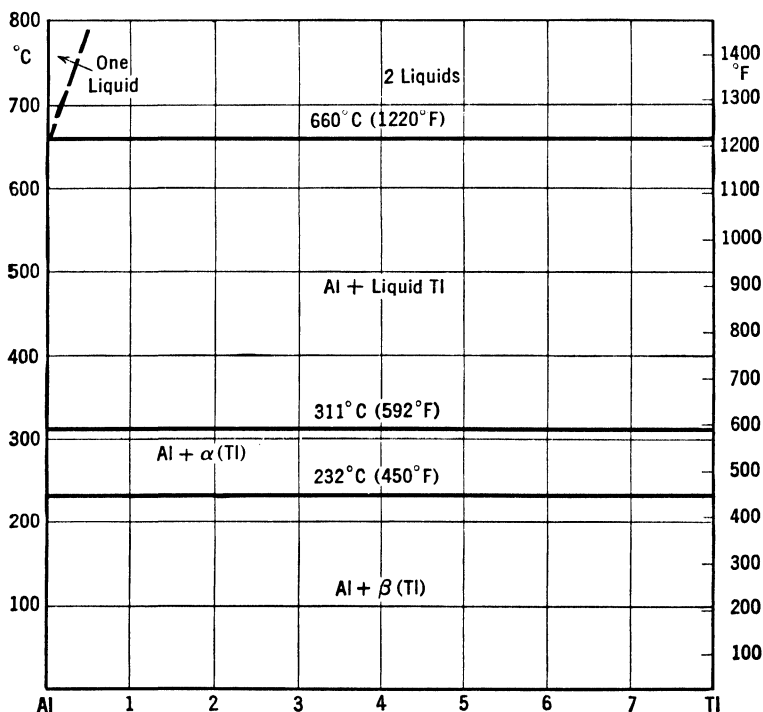 800
°C
One
Liquid
2 Liquids
1400
°F
700
1300
660°C (1220°F)
1200
600
1100
1000
500
Al + Liquid Tl
900
800
400
700
311°C (592°F)
600
300
Al + α (Tl)
232°C (450°F)
500
200
400
300
Al + β (Tl)
100
200
100
Al 1 2 3 4 5 6 7 Tl